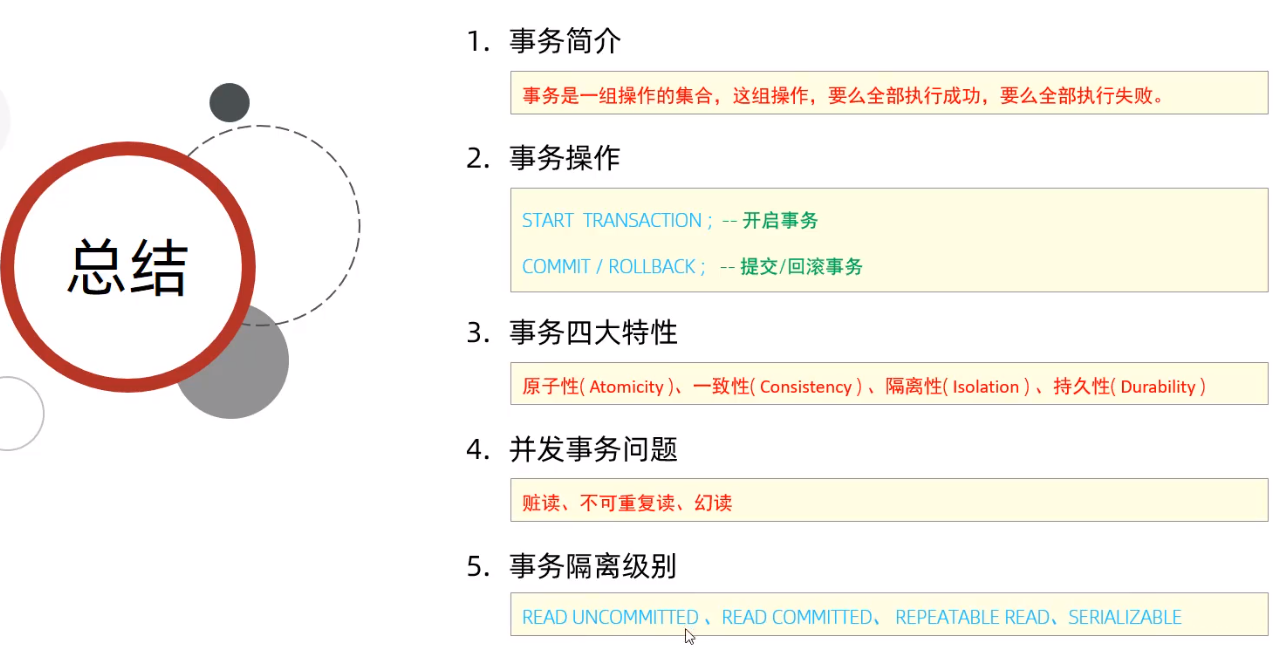 总结
1. 事务简介
事务是一组操作的集合，这组操作，要么全部执行成功，要么全部执行失败。
2. 事务操作
START TRANSACTION ; -- 开启事务
COMMIT / ROLLBACK ; -- 提交/回滚事务
3. 事务四大特性
原子性( Atomicity )、一致性( Consistency ) 、隔离性( Isolation ) 、持久性( Durability )
4. 并发事务问题
脏读、不可重复读、幻读
5. 事务隔离级别
READ UNCOMMITTED 、READ COMMITTED、 REPEATABLE READ、SERIALIZABLE